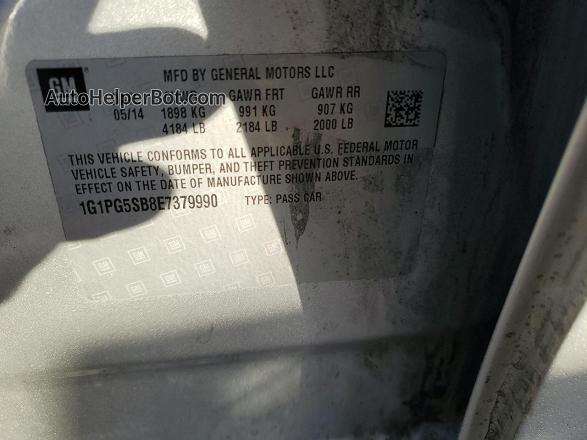 GM
MFD BY GENERAL MOTORS LLC
GAWR FRT GAWR RR
AutoHelperBot.com
05/14 1898 KG 991 KG 907 KG
4184 LB 2184 LB 2000 LB
THIS VEHICLE CONFORMS TO ALL APPLICABLE U.S. FEDERAL MOTOR
VEHICLE SAFETY, BUMPER, AND THEFT PREVENTION STANDARDS IN
EFFECT ON THE DATE OF MANUFACTURE SHOWN ABOVE.
1G1PG5SB8E7379990 TYPE: PASS CAR